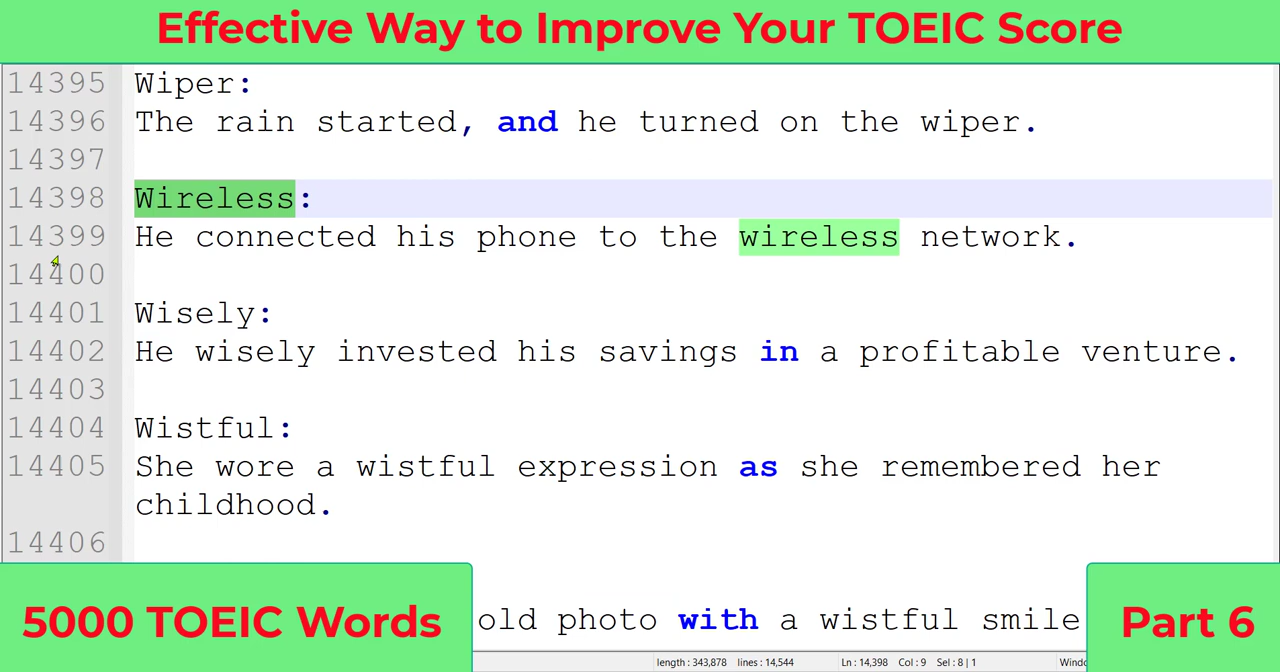 Effective Way to Improve Your TOEIC Score
14395 Wiper:
14396 The rain started, and he turned on the wiper.
14397
14398 Wireless:
14399 He connected his phone to the wireless network.
14400
14401 Wisely:
14402 He wisely invested his savings in a profitable venture.
14403
14404 Wistful:
14405 She wore a wistful expression as she remembered her
childhood.
14406
old photo with a wistful smile
5000 TOEIC Words
Part 6
length : 343,878 lines : 14,544 Ln : 14,398 Col : 9 Sel : 8 | 1